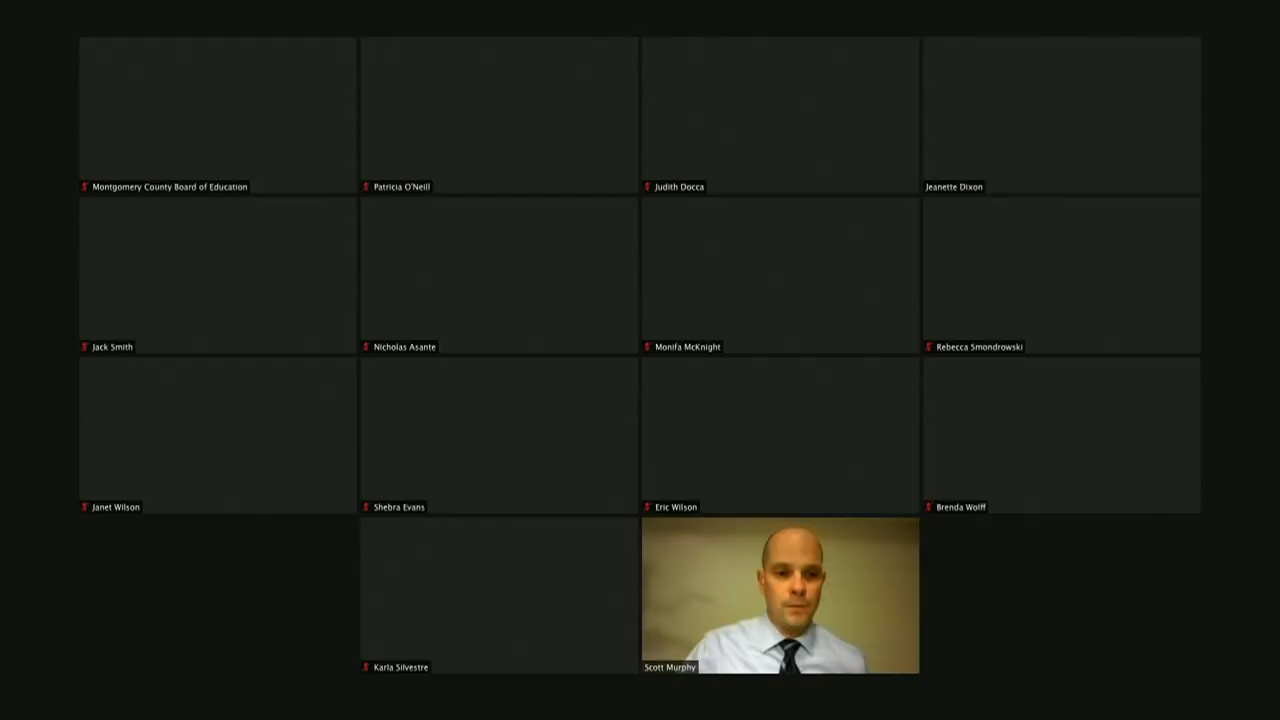 Montgomery County Board of Education
Patricia O'Neill
Judith Docca
Jeanette Dixon
Jack Smith
Nicholas Asante
Monifa McKnight
Rebecca Smondrowski
Janet Wilson
Shebra Evans
Eric Wilson
Brenda Wolff
Karla Silvestre
Scott Murphy